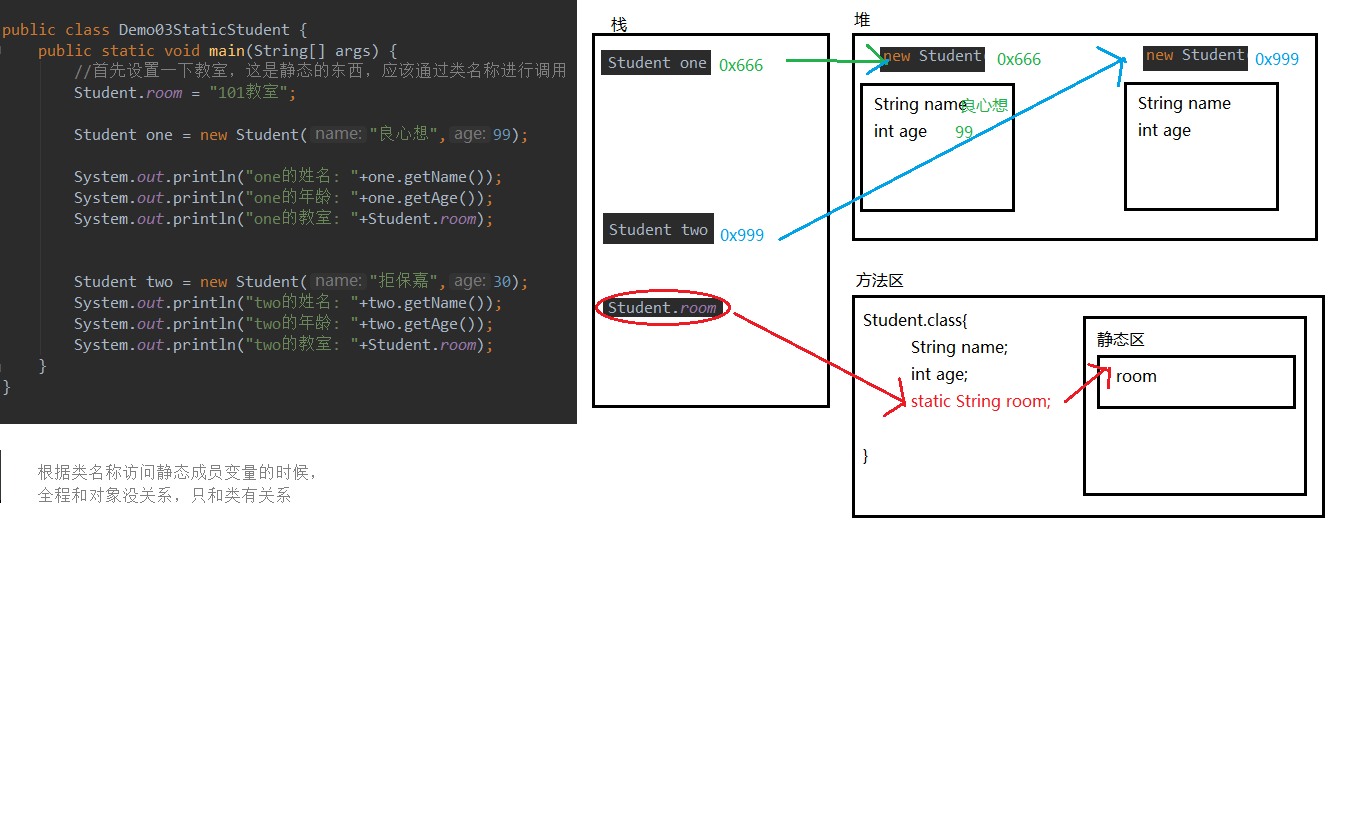 public class Demo03StaticStudent {
public static void main(String[] args) {
//首先设置一下教室，这是静态的东西，应该通过类名称进行调用
Student.room = "101教室";
Student one = new Student( name: "良心想", age: 99);
System.out.println("one的姓名: "+one.getName());
System.out.println("one的年龄: "+one.getAge());
System.out.println("one的教室: "+Student.room);
Student two = new Student( name: "拒保嘉", age: 30);
System.out.println("two的姓名: "+two.getName());
System.out.println("two的年龄: "+two.getAge());
System.out.println("two的教室: "+Student.room);
}
}
根据类名称访问静态成员变量的时候，
全程和对象没关系，只和类有关系
栈
Student one 0x666
Student two 0x999
Student.room
堆
new Student( 0x666
String name 良心想
int age 99
new Student( 0x999
String name
int age
方法区
Student.class{
String name;
int age;
static String room;
}
静态区
room